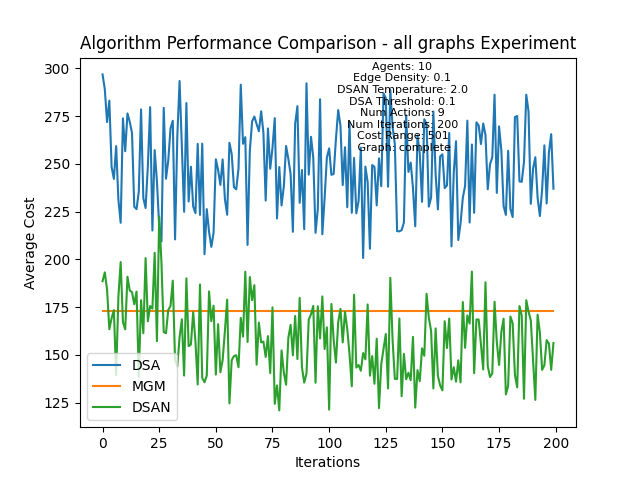 Algorithm Performance Comparison - all graphs Experiment
Agents: 10
Edge Density: 0.1
DSAN Temperature: 2.0
DSA Threshold: 0.1
Num Actions: 9
Num Iterations: 200
Cost Range: 501
Graph: complete
Average Cost
300
275
250
225
200
175
150
125
DSA
MGM
DSAN
0
25
50
75
100
125
150
175
200
Iterations